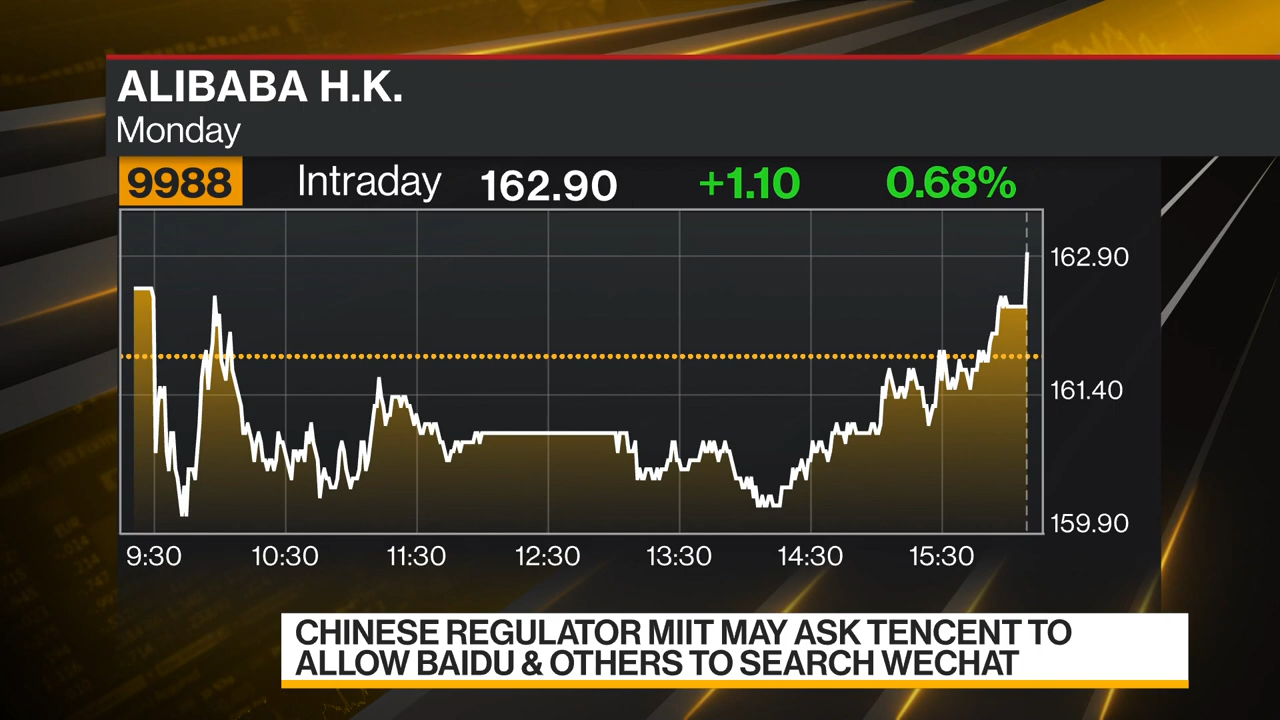 ALIBABA H.K.
Monday
9988 Intraday 162.90 +1.10 0.68%
162.90
161.40
159.90
9:30 10:30 11:30 12:30 13:30 14:30 15:30
CHINESE REGULATOR MIIT MAY ASK TENCENT TO
ALLOW BAIDU & OTHERS TO SEARCH WECHAT